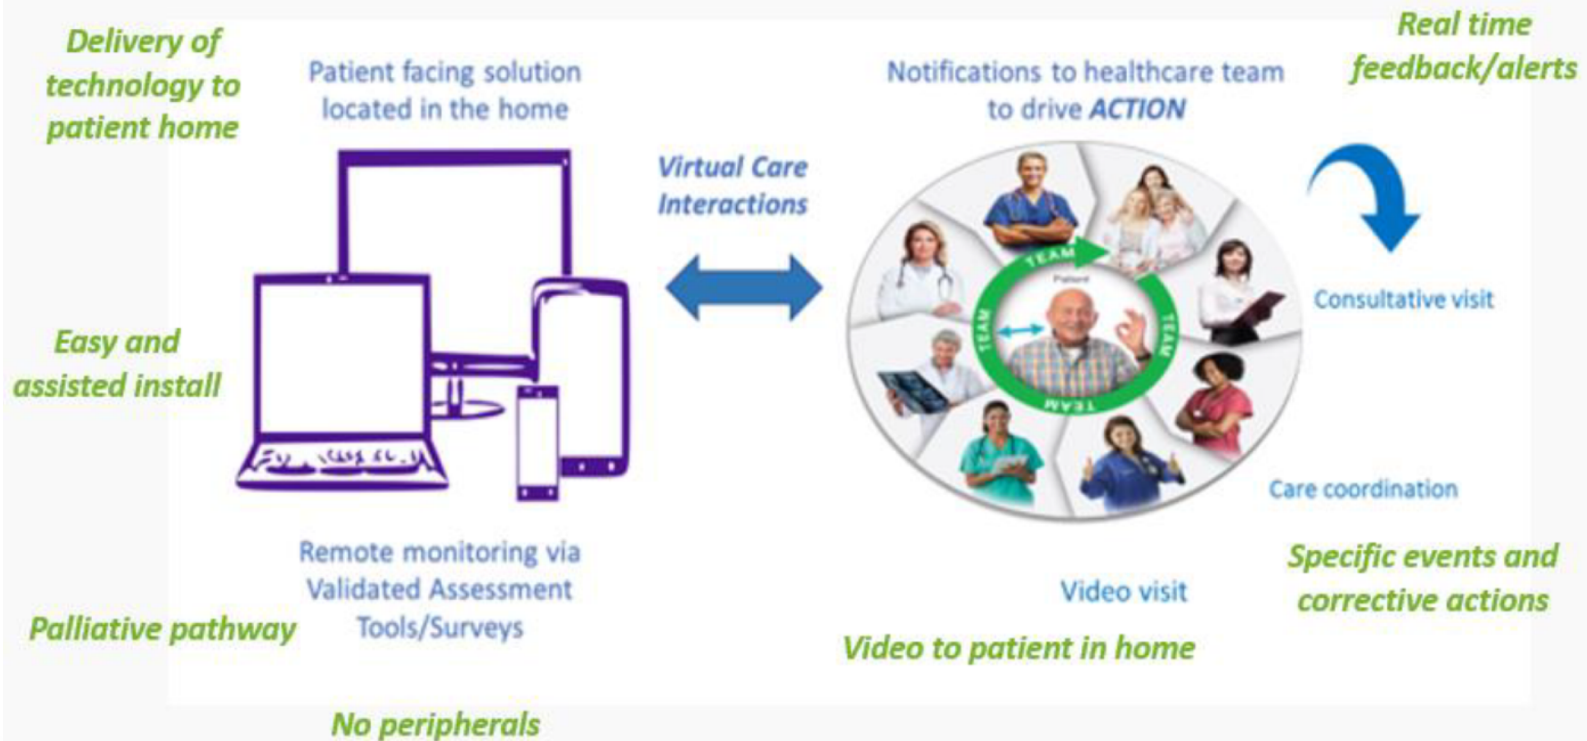 Delivery of
technology to
patient home
Patient facing solution
located in the home
Notifications to healthcare team
to drive ACTION
Real time
feedback/alerts
Virtual Care
Interactions
TEAM
Patient
TEAM
TEAM
TEAM
Consultative visit
Easy and
assisted install
Care coordination
Remote monitoring via
Validated Assessment
Tools/Surveys
Specific events and
corrective actions
Video visit
Palliative pathway
Video to patient in home
No peripherals